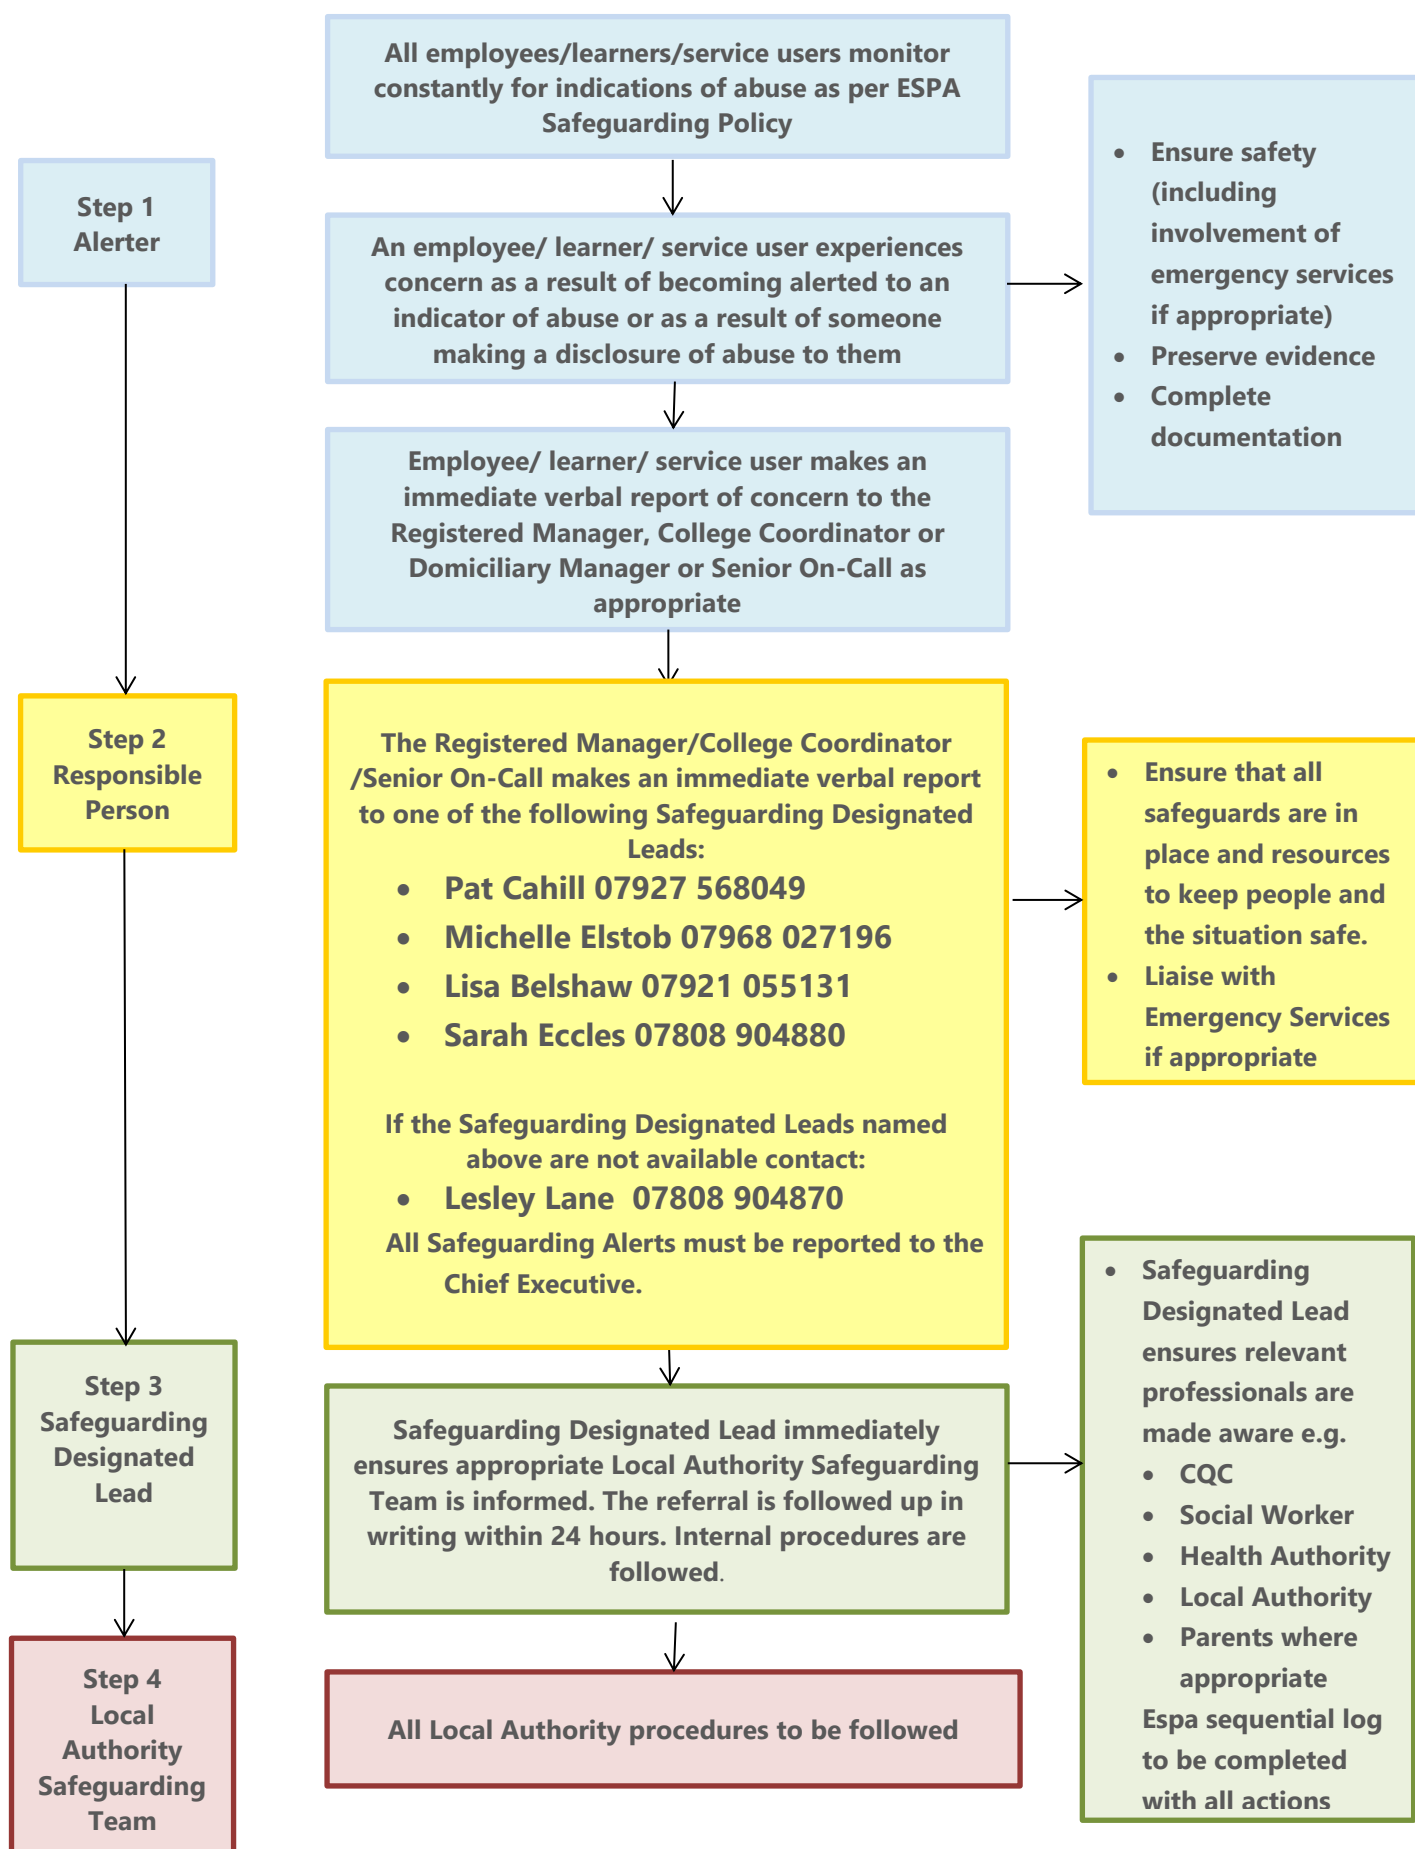 All employees/learners/service users monitor
constantly for indications of abuse as per ESPA
Safeguarding Policy
Step 1
Alerter
An employee/ learner/ service user experiences
concern as a result of becoming alerted to an
indicator of abuse or as a result of someone
making a disclosure of abuse to them
• Ensure safety
(including
involvement of
emergency services
if appropriate)
• Preserve evidence
• Complete
documentation
Employee/ learner/ service user makes an
immediate verbal report of concern to the
Registered Manager, College Coordinator or
Domiciliary Manager or Senior On-Call as
appropriate
Step 2
Responsible
Person
The Registered Manager/College Coordinator
/Senior On-Call makes an immediate verbal report
to one of the following Safeguarding Designated
Leads:
• Pat Cahill 07927 568049
• Michelle Elstob 07968 027196
• Lisa Belshaw 07921 055131
• Sarah Eccles 07808 904880
If the Safeguarding Designated Leads named
above are not available contact:
• Lesley Lane 07808 904870
All Safeguarding Alerts must be reported to the
Chief Executive.
• Ensure that all
safeguards are in
place and resources
to keep people and
the situation safe.
• Liaise with
Emergency Services
if appropriate
Step 3
Safeguarding
Designated
Lead
Safeguarding Designated Lead immediately
ensures appropriate Local Authority Safeguarding
Team is informed. The referral is followed up in
writing within 24 hours. Internal procedures are
followed.
• Safeguarding
Designated Lead
ensures relevant
professionals are
made aware e.g.
• CQC
• Social Worker
• Health Authority
• Local Authority
• Parents where
appropriate
Espa sequential log
to be completed
with all actions
Step 4
Local
Authority
Safeguarding
Team
All Local Authority procedures to be followed